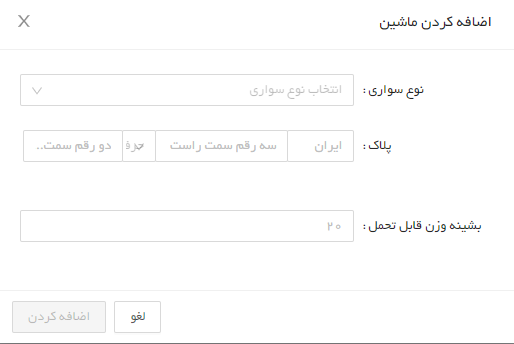 اضافه کردن ماشین
نوع سواری :
انتخاب نوع سواری
پلاک :
ایران
سه رقم سمت راست
دو رقم سمت..
بشینه وزن قابل تحمل :
۲۰
لغو
اضافه کردن